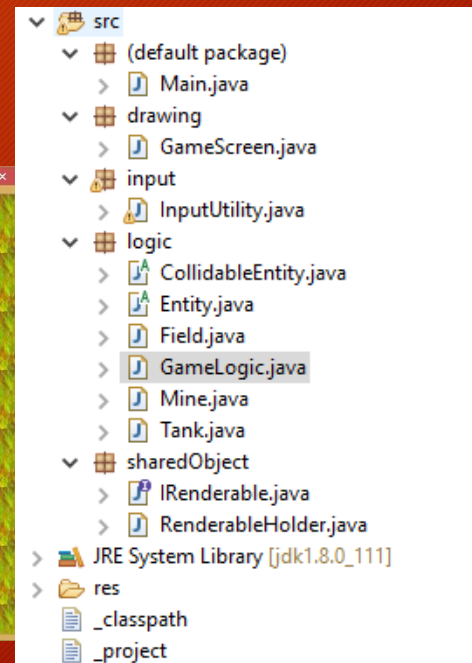 src
(default package)
Main.java
drawing
GameScreen.java
input
InputUtility.java
logic
CollidableEntity.java
Entity.java
Field.java
GameLogic.java
Mine.java
Tank.java
sharedObject
IRenderable.java
RenderableHolder.java
JRE System Library [jdk1.8.0_111]
res
_classpath
_project